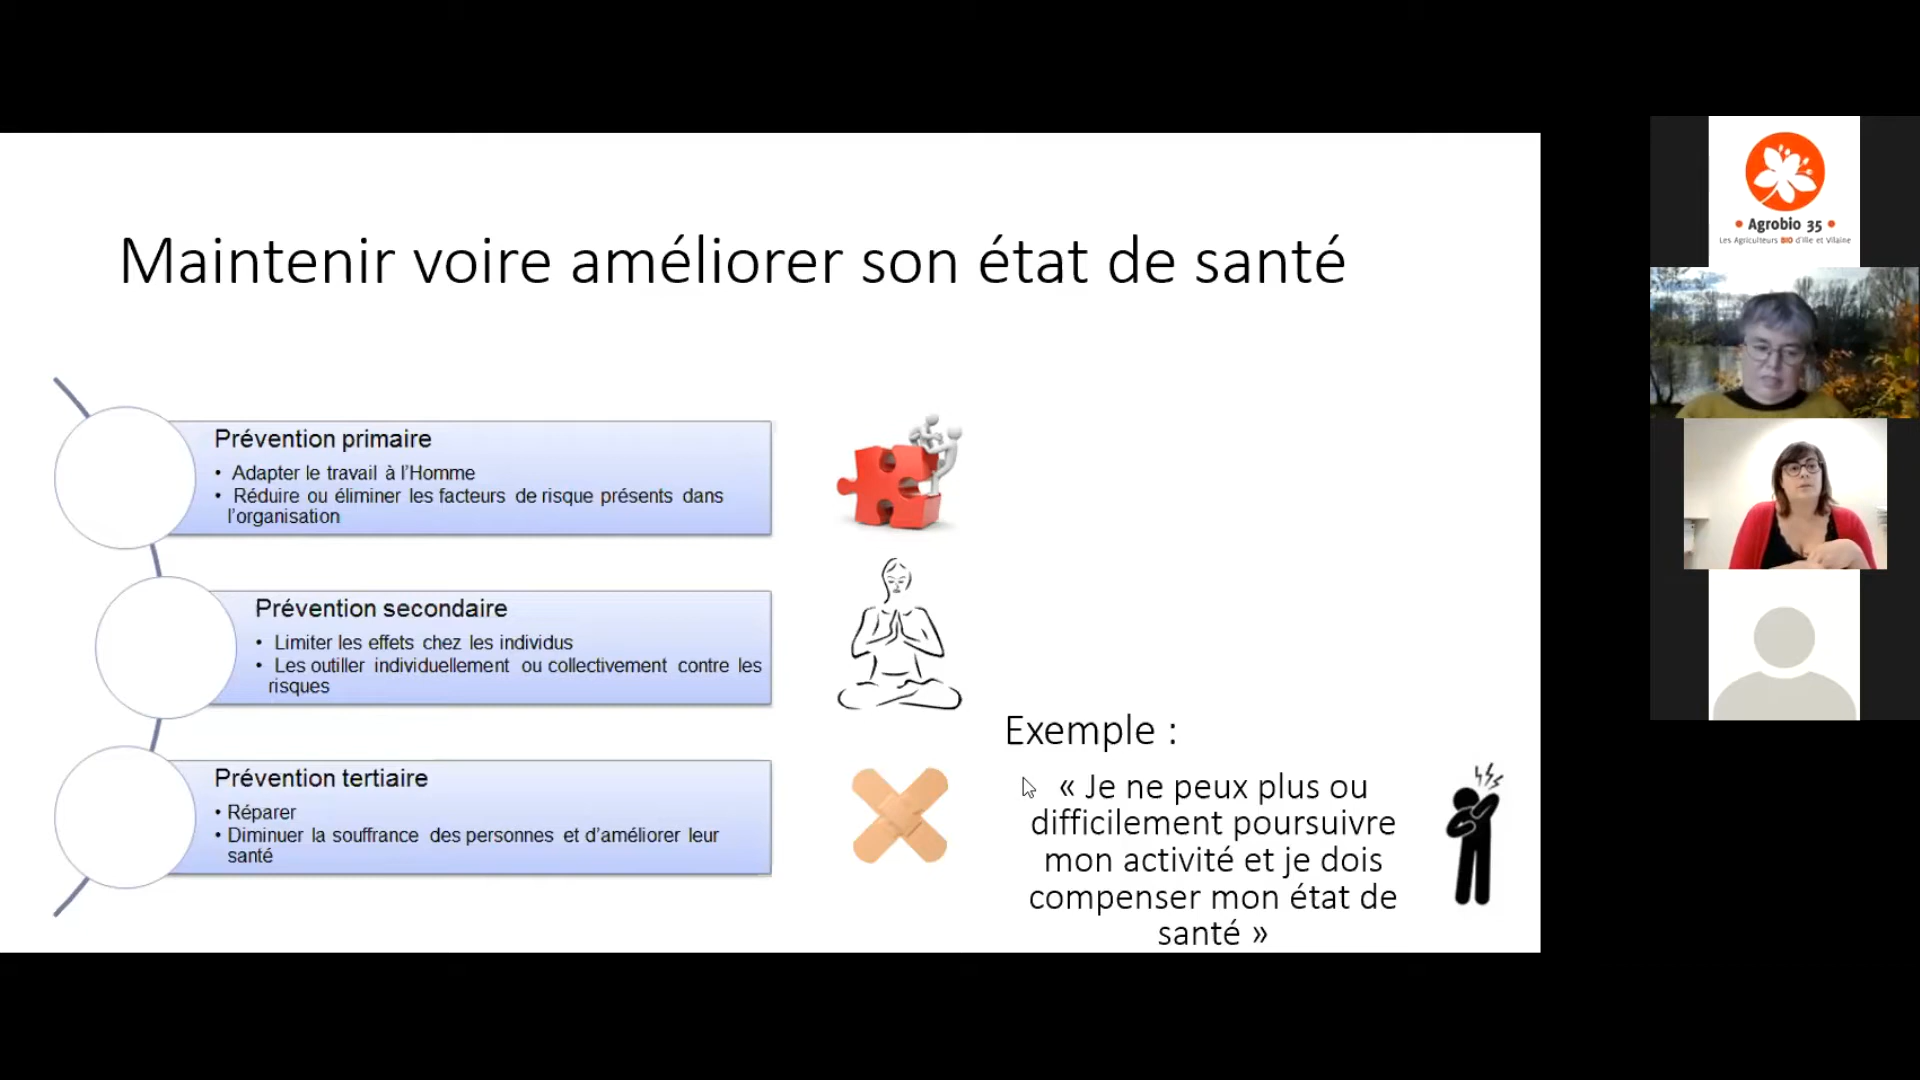 Maintenir voire améliorer son état de santé
Prévention primaire
• Adapter le travail à l'Homme
• Réduire ou éliminer les facteurs de risque présents dans
l'organisation
Prévention secondaire
• Limiter les effets chez les individus
• Les outiller individuellement ou collectivement contre les
risques
Prévention tertiaire
• Réparer
• Diminuer la souffrance des personnes et d'améliorer leur
santé
Exemple :
« Je ne peux plus ou
difficilement poursuivre
mon activité et je dois
compenser mon état de
santé »
• Agrobio 35 •
Les Agriculteurs BIO d'Ille et Vilaine